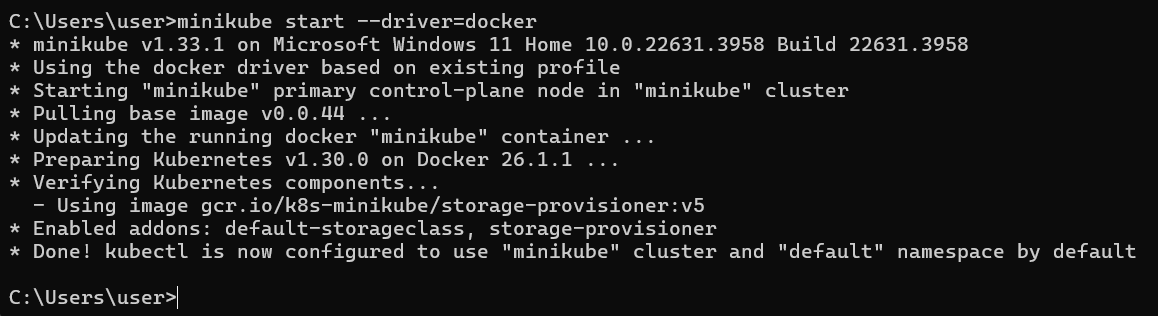 C:\Users\user>minikube start --driver=docker
* minikube v1.33.1 on Microsoft Windows 11 Home 10.0.22631.3958 Build 22631.3958
* Using the docker driver based on existing profile
* Starting "minikube" primary control-plane node in "minikube" cluster
* Pulling base image v0.0.44 ...
* Updating the running docker "minikube" container ...
* Preparing Kubernetes v1.30.0 on Docker 26.1.1 ...
* Verifying Kubernetes components...
  - Using image gcr.io/k8s-minikube/storage-provisioner:v5
* Enabled addons: default-storageclass, storage-provisioner
* Done! kubectl is now configured to use "minikube" cluster and "default" namespace by default
C:\Users\user>